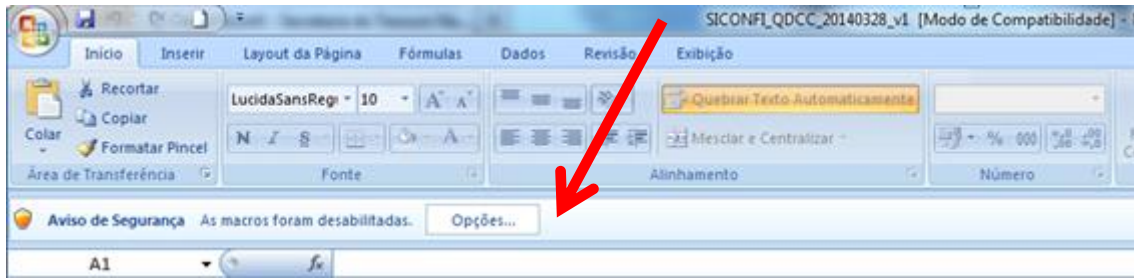 SICONFI_QDCC_20140328_v1 [Modo de Compatibilidade] -
Início Inserir Layout da Página Fórmulas Dados Revisão Exibição
Recortar
Copiar
Colar
Formatar Pincel
LucidaSansRegi 10 A A
N I S A
Quebrar Texto Automaticamente
Mesclar e Centralizar
% 000
Área de Transferência Fonte Alinhamento Número
Aviso de Segurança As macros foram desabilitadas. Opções...
A1 fx